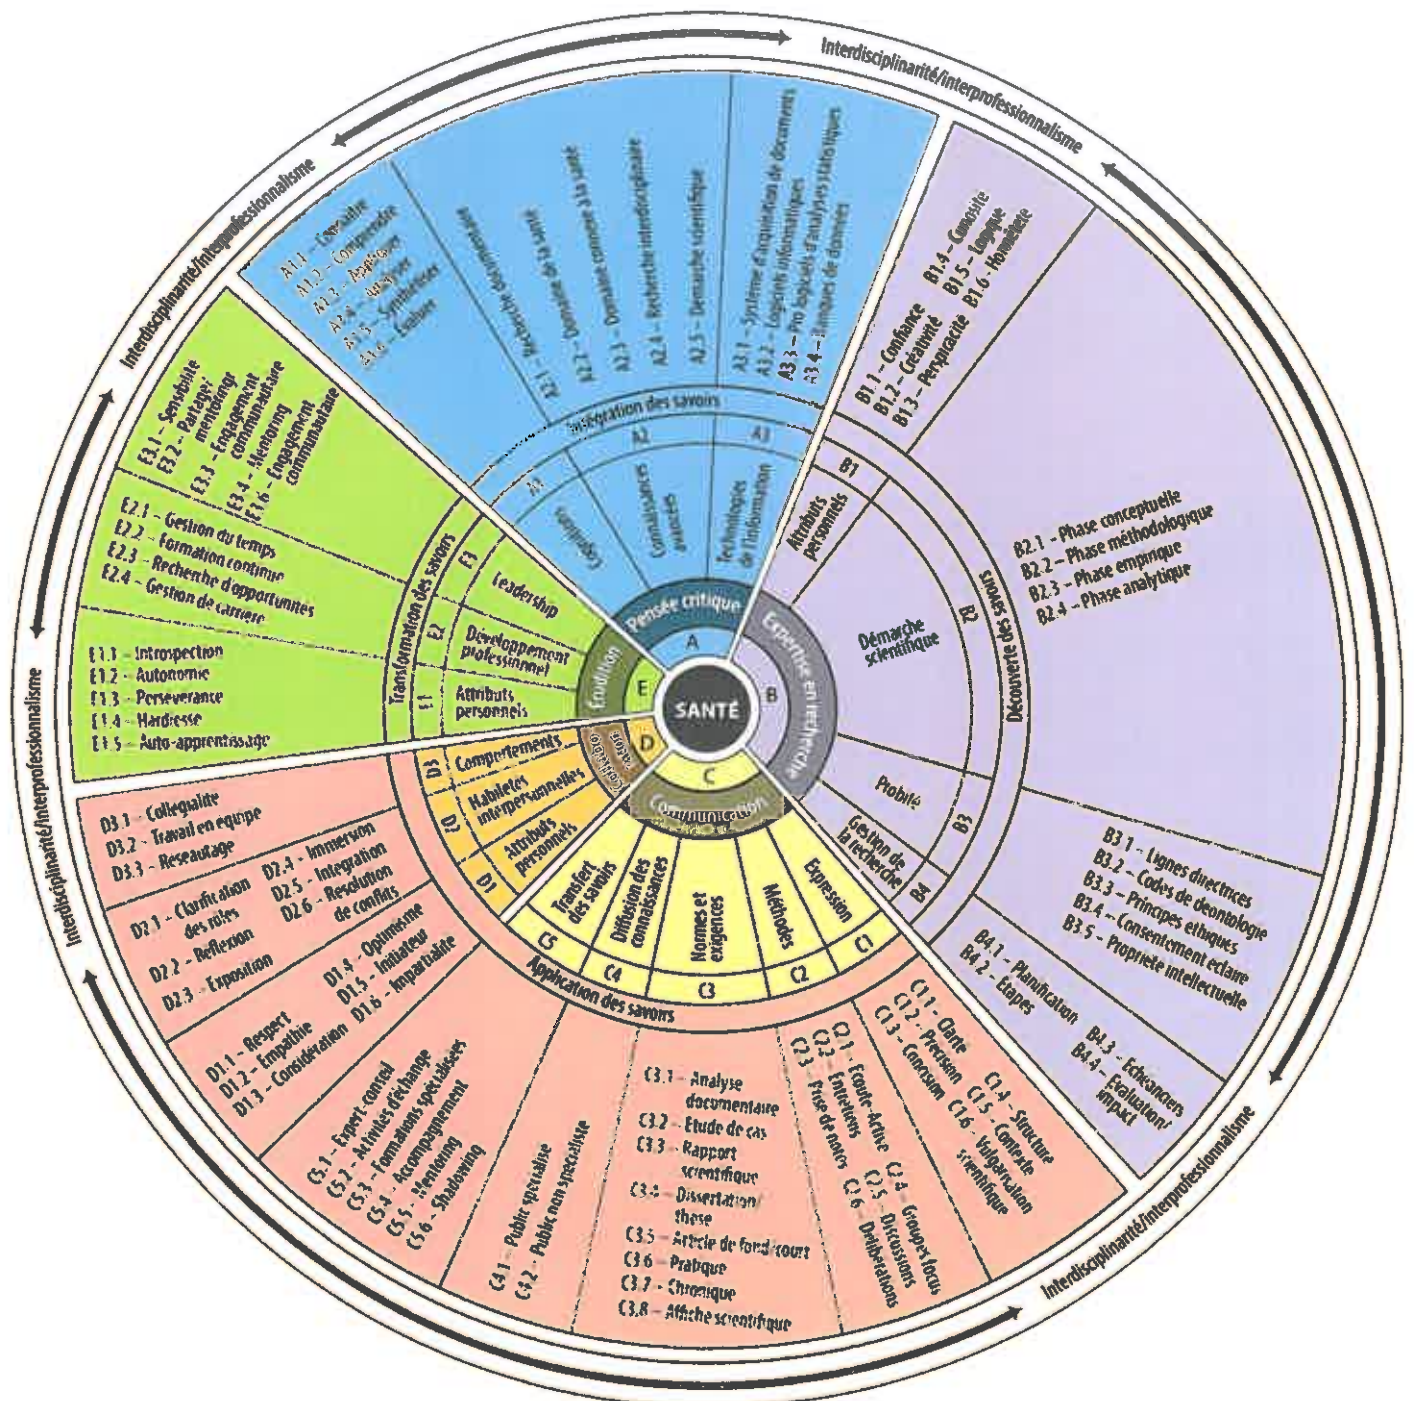 Interdisciplinarité/interprofessionnalisme
Interdisciplinarité/interprofessionnalisme
Interdisciplinarité/interprofessionnalisme
Interdisciplinarité/interprofessionnalisme
Interdisciplinarité/interprofessionnalisme
SANTÉ
A
Pensée critique
Intégration des savoirs
A1
Cognition
A1.1 – Connaître
A1.2 – Comprendre
A1.3 – Appliquer
A1.4 – Analyser
A1.5 – Synthétiser
A1.6 – Évaluer
A2
Connaissances
avancées
A2.1 – Recherche documentaire
A2.2 – Domaine de la santé
A2.3 – Domaine connexe à la santé
A2.4 – Recherche interdisciplinaire
A2.5 – Démarche scientifique
A3
Technologies
de l'information
A3.1 – Système d'acquisition de documents
A3.2 – Logiciels informatiques
A3.3 – Pro logiciels d'analyses statistiques
A3.4 – Banques de données
B
Expertise en recherche
Découverte des savoirs
B1
Attributs
personnels
B1.1 – Confiance
B1.2 – Créativité
B1.3 – Perspicacité
B1.4 – Curiosité
B1.5 – Logique
B1.6 – Honnêteté
B2
Démarche
scientifique
B2.1 – Phase conceptuelle
B2.2 – Phase méthodologique
B2.3 – Phase empirique
B2.4 – Phase analytique
B3
Probité
B3.1 – Lignes directrices
B3.2 – Codes de déontologie
B3.3 – Principes éthiques
B3.4 – Consentement éclairé
B3.5 – Propriété intellectuelle
B4
Gestion de
la recherche
B4.1 – Planification
B4.2 – Étapes
B4.3 – Echéanciers
B4.4 – Évaluation/
impact
C
Communication
Application des savoirs
C1
Expression
C1.1 – Clarté
C1.2 – Précision
C1.3 – Concision
C1.4 – Structure
C1.5 – Contexte
C1.6 – Vulgarisation
scientifique
C2
Méthodes
C2.1 – Ecoute-Active
C2.2 – Entretiens
C2.3 – Prise de notes
C2.4 – Groupes focus
C2.5 – Discussions
C2.6 – Délibérations
C3
Normes et
exigences
C3.1 – Analyse
documentaire
C3.2 – Etude de cas
C3.3 – Rapport
scientifique
C3.4 – Dissertation/
thèse
C3.5 – Article de fond/court
C3.6 – Pratique
C3.7 – Chronique
C3.8 – Affiche scientifique
C4
Diffusion des
connaissances
C4.1 – Public spécialisé
C4.2 – Public non spécialiste
C5
Transfert
des savoirs
C5.1 – Expert conseil
C5.2 – Activités d'échange
C5.3 – Formations spécialisées
C5.4 – Accompagnement
C5.5 – Mentoring
C5.6 – Shadowing
D
D1
Attributs
personnels
D1.1 – Respect
D1.2 – Empathie
D1.3 – Considération
D1.4 – Optimisme
D1.5 – Initiateur
D1.6 – Impartialité
D2
Habiletés
interpersonnelles
D2.1 – Clarification
des rôles
D2.2 – Réflexion
D2.3 – Exposition
D2.4 – Immersion
D2.5 – Intégration
D2.6 – Résolution
de conflits
D3
Comportements
D3.1 – Collégialité
D3.2 – Travail en équipe
D3.3 – Réseautage
E
Érudition
Transformation des savoirs
E1
Attributs
personnels
E1.1 – Introspection
E1.2 – Autonomie
E1.3 – Persévérance
E1.4 – Hardiesse
E1.5 – Auto-apprentissage
E2
Développement
professionnel
E2.1 – Gestion du temps
E2.2 – Formation continue
E2.3 – Recherche d'opportunités
E2.4 – Gestion de carrière
E3
Leadership
E3.1 – Sensibilité
E3.2 – Partage/
mentoring
E3.3 – Engagement
communautaire
E3.4 – Mentoring
E3.6 – Engagement
communautaire